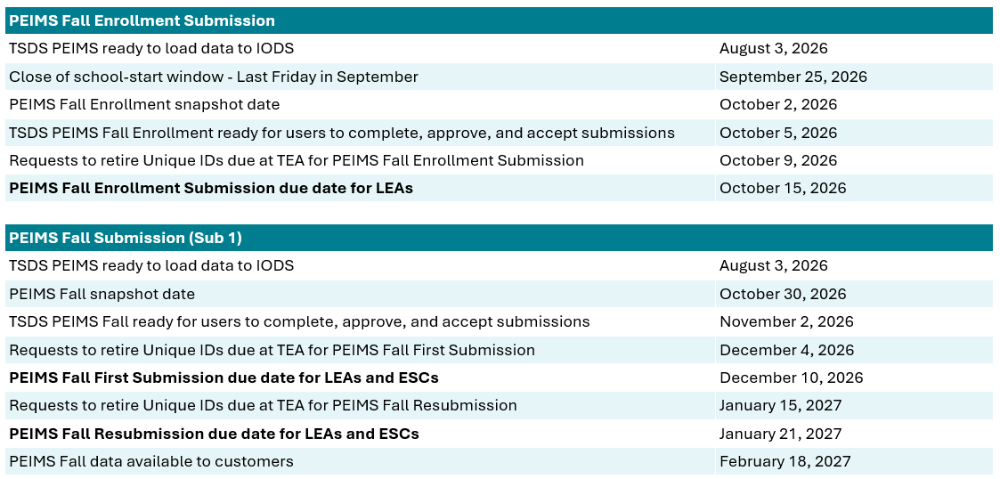 PEIMS Fall Enrollment Submission
TSDS PEIMS ready to load data to IODS August 3, 2026
Close of school-start window - Last Friday in September September 25, 2026
PEIMS Fall Enrollment snapshot date October 2, 2026
TSDS PEIMS Fall Enrollment ready for users to complete, approve, and accept submissions October 5, 2026
Requests to retire Unique IDs due at TEA for PEIMS Fall Enrollment Submission October 9, 2026
PEIMS Fall Enrollment Submission due date for LEAs October 15, 2026
PEIMS Fall Submission (Sub 1)
TSDS PEIMS ready to load data to IODS August 3, 2026
PEIMS Fall snapshot date October 30, 2026
TSDS PEIMS Fall ready for users to complete, approve, and accept submissions November 2, 2026
Requests to retire Unique IDs due at TEA for PEIMS Fall First Submission December 4, 2026
PEIMS Fall First Submission due date for LEAs and ESCs December 10, 2026
Requests to retire Unique IDs due at TEA for PEIMS Fall Resubmission January 15, 2027
PEIMS Fall Resubmission due date for LEAs and ESCs January 21, 2027
PEIMS Fall data available to customers February 18, 2027